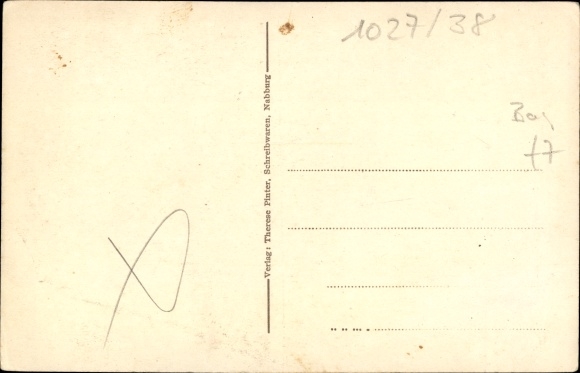 1027/38
Bay
17
Verlag: Therese Pinter, Schreibwaren, Nabburg